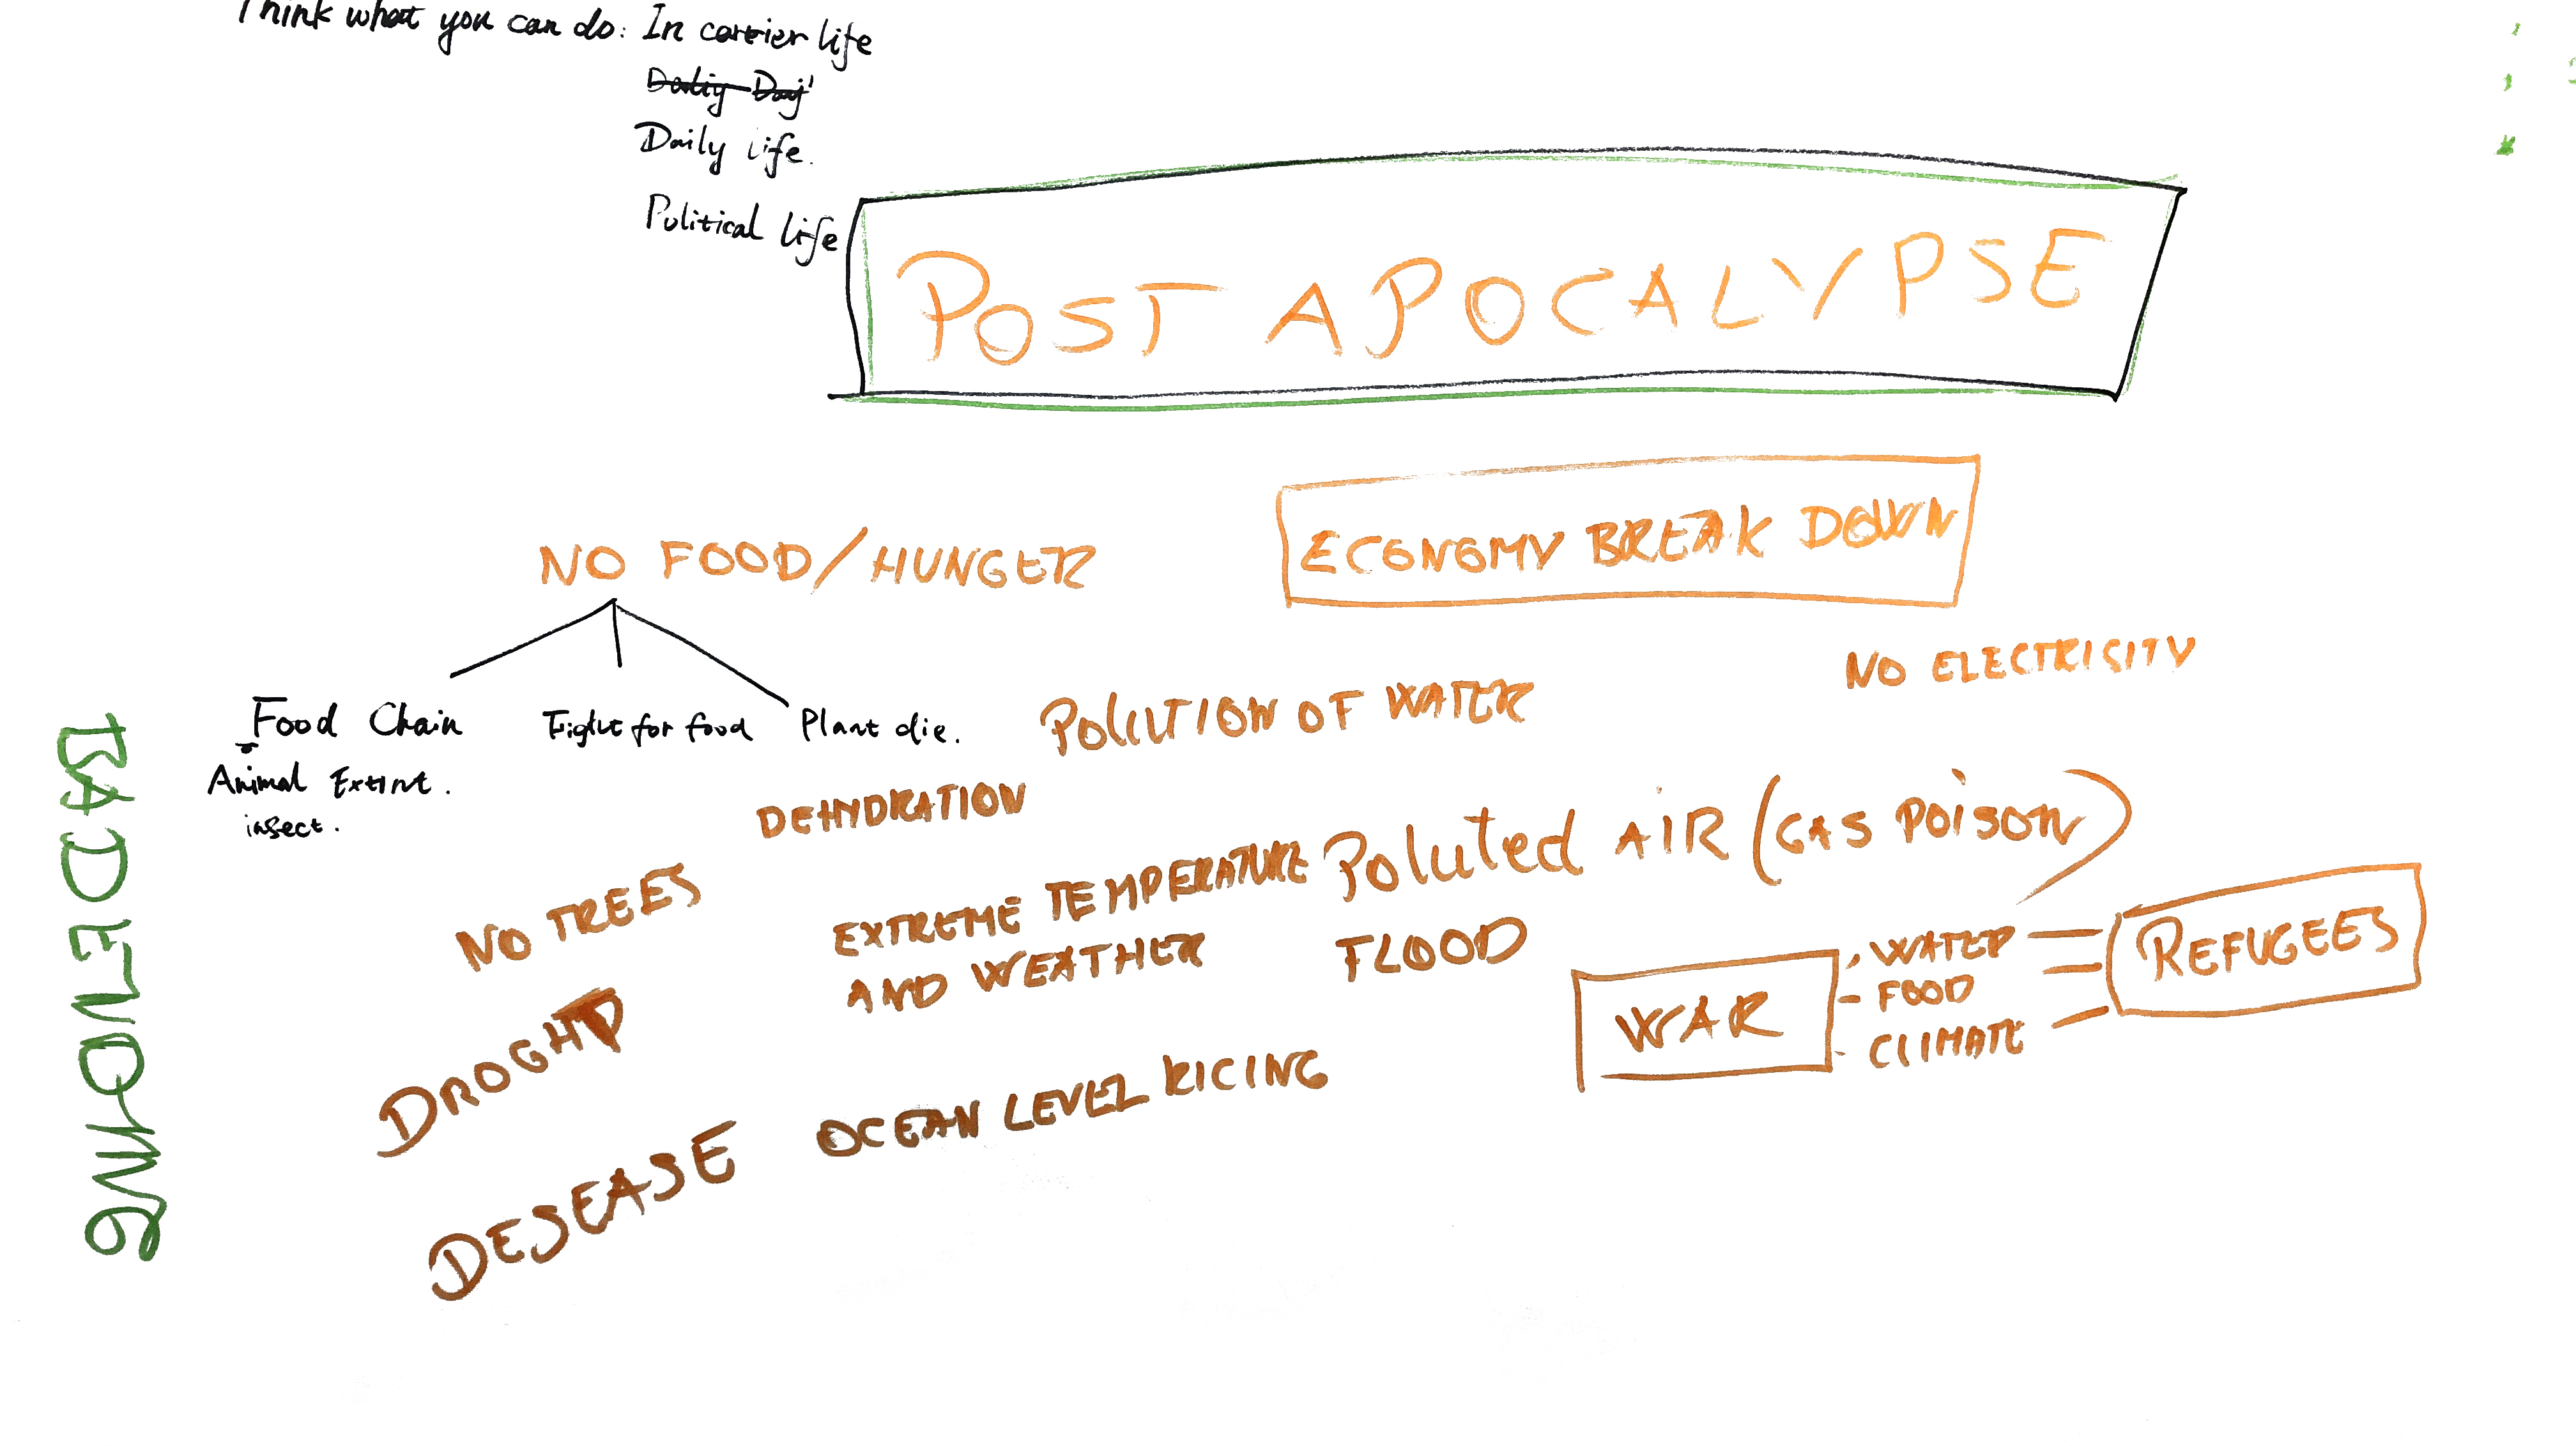 Think what you can do: In carrier life
Daliy Day
Daily life.
Political life
POST APOCALYPSE
ECONOMY BREAK DOWN
NO FOOD/HUNGER
NO ELECTRICITY
Food Chain
Fight for food
Plant die.
POLUTION OF WATER
Animal Extint.
insect.
DEHYDRATION
POLUTED AIR (GAS POISON)
NO TREES
EXTREME TEMPERATURE
AND WEATHER
FLOOD
WAR
WATER
FOOD
CLIMATE
REFUGEES
DROGHT
OCEAN LEVEL RICING
DESEASE